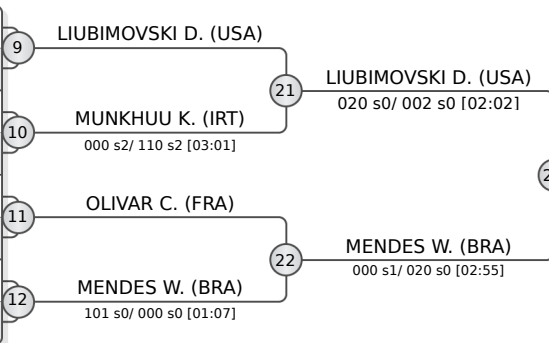 9
LIUBIMOVSKI D. (USA)
21
LIUBIMOVSKI D. (USA)
020 s0/ 002 s0 [02:02]
10
MUNKHUU K. (IRT)
000 s2/ 110 s2 [03:01]
11
OLIVAR C. (FRA)
22
MENDES W. (BRA)
000 s1/ 020 s0 [02:55]
12
MENDES W. (BRA)
101 s0/ 000 s0 [01:07]